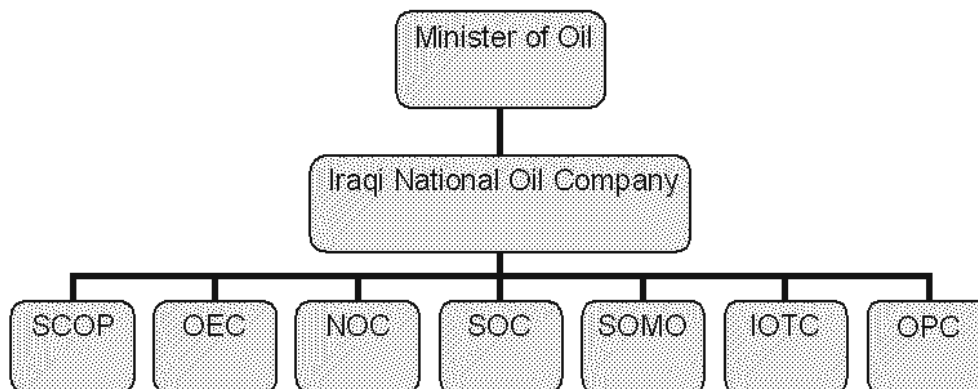 Minister of Oil
Iraqi National Oil Company
SCOP
OEC
NOC
SOC
SOMO
IOTC
OPC